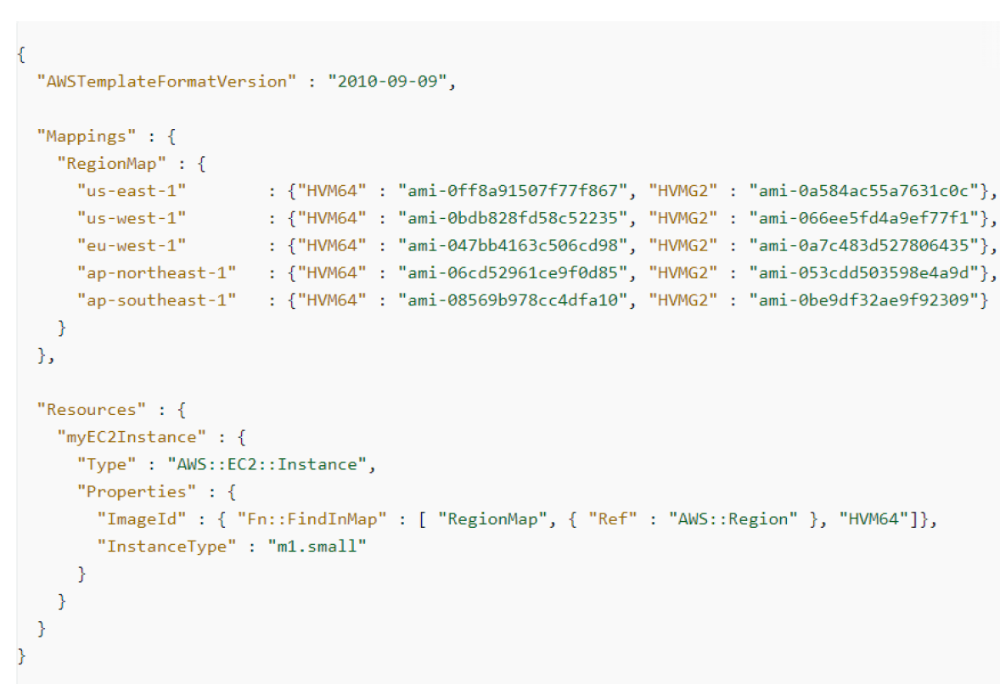 {
  "AWSTemplateFormatVersion" : "2010-09-09",
  "Mappings" : {
    "RegionMap" : {
      "us-east-1"        : {"HVM64" : "ami-0ff8a91507f77f867", "HVMG2" : "ami-0a584ac55a7631c0c"},
      "us-west-1"        : {"HVM64" : "ami-0bdb828fd58c52235", "HVMG2" : "ami-066ee5fd4a9ef77f1"},
      "eu-west-1"        : {"HVM64" : "ami-047bb4163c506cd98", "HVMG2" : "ami-0a7c483d527806435"},
      "ap-northeast-1"   : {"HVM64" : "ami-06cd52961ce9f0d85", "HVMG2" : "ami-053cdd503598e4a9d"},
      "ap-southeast-1"   : {"HVM64" : "ami-08569b978cc4dfa10", "HVMG2" : "ami-0be9df32ae9f92309"}
    }
  },
  "Resources" : {
    "myEC2Instance" : {
      "Type" : "AWS::EC2::Instance",
      "Properties" : {
        "ImageId" : { "Fn::FindInMap" : [ "RegionMap", { "Ref" : "AWS::Region" }, "HVM64"]},
        "InstanceType" : "m1.small"
      }
    }
  }
}